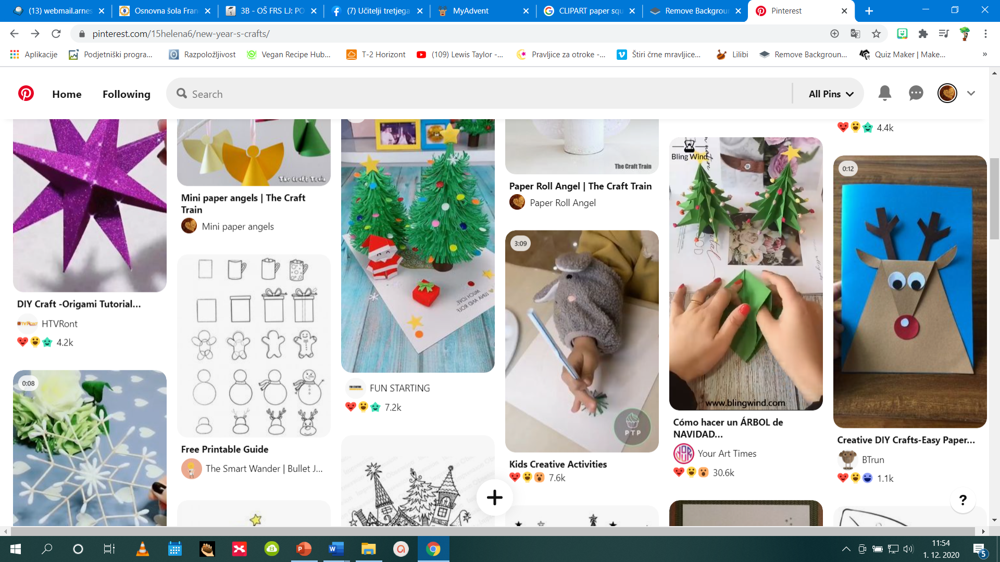 (13) webmail.arnes
Osnovna šola Fran
3B - OŠ FRS LJ: PO
(7) Učitelji tretjega
MyAdvent
CLIPART paper squ
Remove Backgroun
Pinterest
pinterest.com/15helena6/new-year-s-crafts/
Aplikacije
Podjetniški progra...
Razpoložljivost
Vegan Recipe Hub...
T-2 Horizont
(109) Lewis Taylor -...
Pravljice za otroke -...
Štiri črne mravljice...
Lilibi
Remove Backgroun...
Quiz Maker | Make...
»
Home
Following
Search
All Pins
DIY Craft -Origami Tutorial...
HTVRont
4.2k
0:08
The Craft Train
Mini paper angels | The Craft
Train
Mini paper angels
Free Printable Guide
The Smart Wander | Bullet J...
FUN STARTING
7.2k
The Craft Train
Paper Roll Angel | The Craft Train
Paper Roll Angel
3:09
PTP
Kids Creative Activities
7.6k
Bling Wind
www.blingwind.com
Cómo hacer un ÁRBOL de
NAVIDAD...
Your Art Times
30.6k
4.4k
0:12
Creative DIY Crafts-Easy Paper...
BTrun
1.1k
?
11:54
1. 12. 2020
5